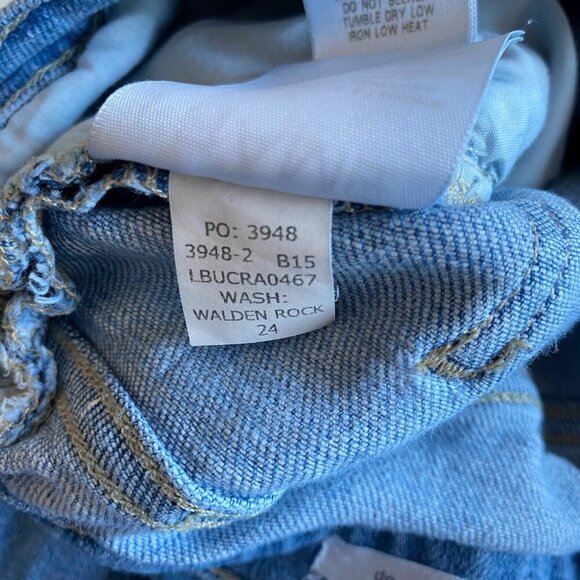 DO NOT BLEACH
TUMBLE DRY LOW
IRON LOW HEAT
PO: 3948
3948-2 B15
LBUCRA0467
WASH:
WALDEN ROCK
24